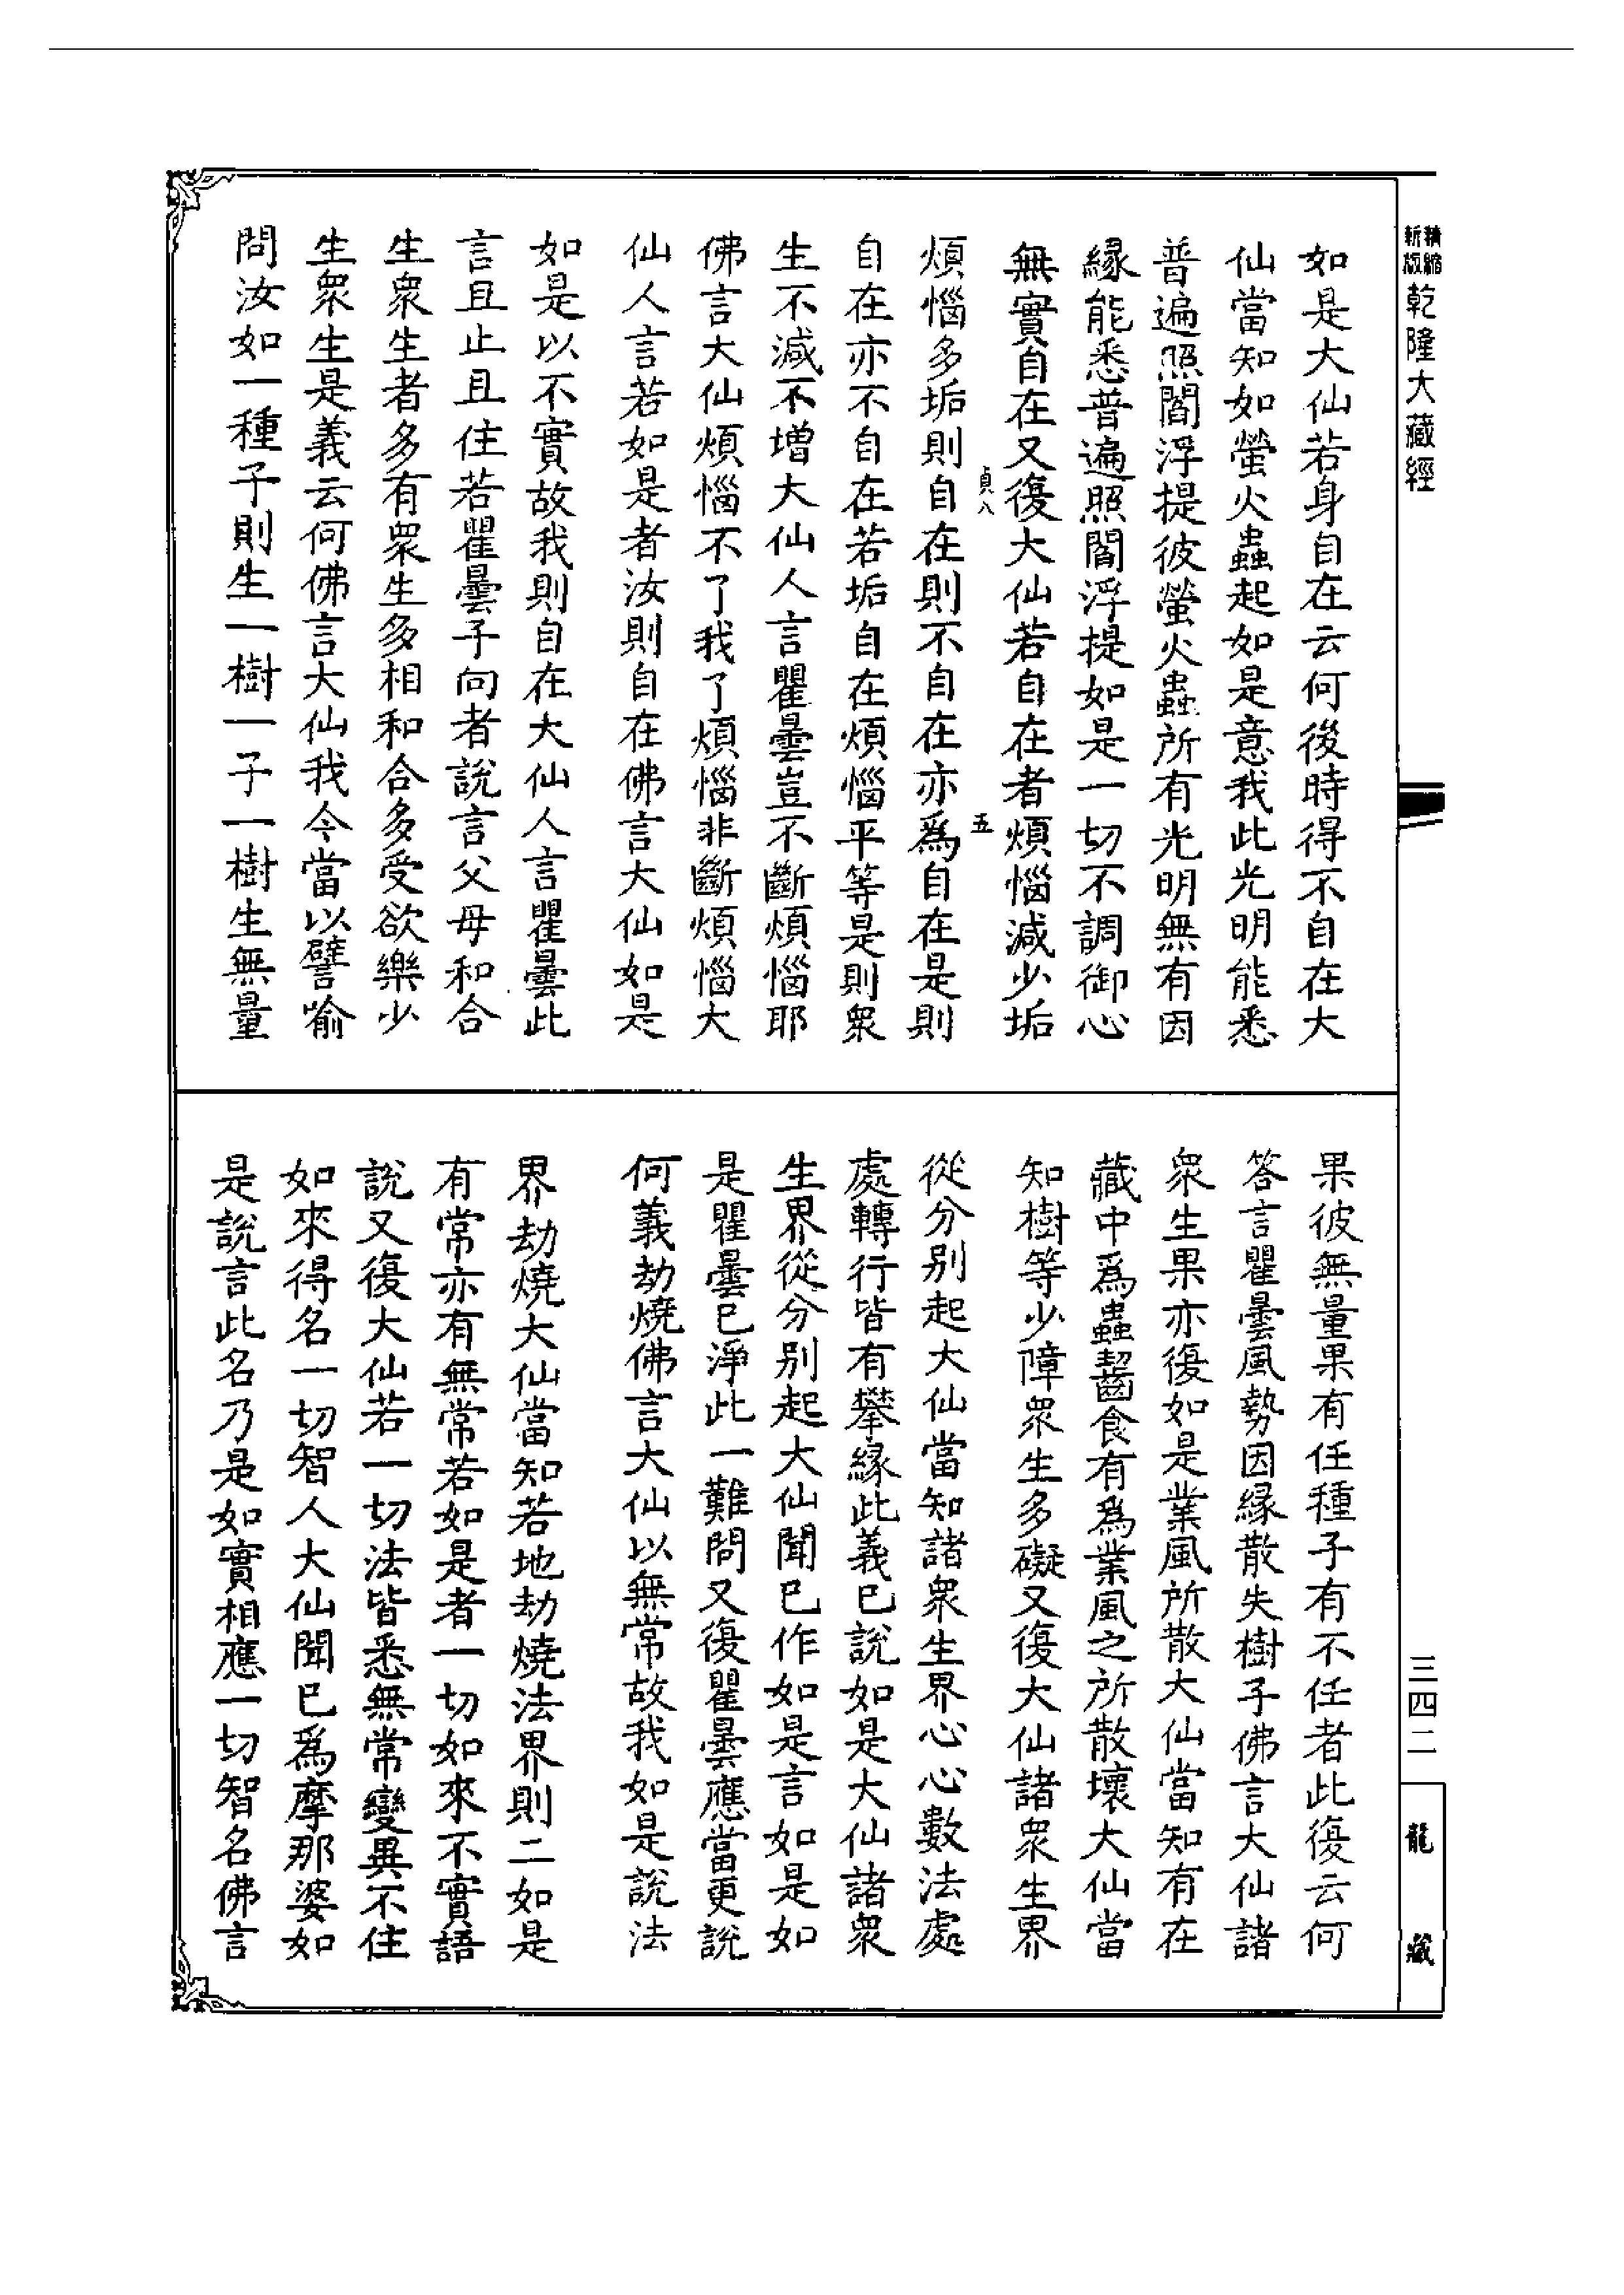 精縮新版乾隆大藏經
如是大仙若身自在云何後時得不自在大
仙當知如螢火蟲起如是意我此光明能悉
普遍照閻浮提彼螢火蟲所有光明無有因
緣能悉普遍照閻浮提如是一切不調御心
無實自在又復大仙若自在者煩惱減少垢
貞八 五
煩惱多垢則自在則不自在亦為自在是則
自在亦不自在若垢自在煩惱平等是則衆
生不減不增大仙人言瞿曇豈不斷煩惱耶
佛言大仙煩惱不了我了煩惱非斷煩惱大
仙人言若如是者汝則自在佛言大仙如是
如是以不實故我則自在大仙人言瞿曇此
言且止且住若瞿曇子向者說言父母和合
生衆生者多有衆生多相和合多受欲樂少
生衆生是義云何佛言大仙我今當以譬喻
問汝如一種子則生一樹一子一樹生無量
果彼無量果有任種子有不任者此復云何
答言瞿曇風勢因緣散失樹子佛言大仙諸
衆生果亦復如是業風所散大仙當知有在
藏中為蟲齧食有為業風之所散壞大仙當
知樹等少障衆生多礙又復大仙諸衆生界
從分別起大仙當知諸衆生界心心數法處
處轉行皆有攀緣此義已說如是大仙諸衆
生界從分別起大仙聞已作如是言如是如
是瞿曇已淨此一難問又復瞿曇應當更說
何義劫燒佛言大仙以無常故我如是說法
界劫燒大仙當知若地劫燒法界則二如是
有常亦有無常若如是者一切如來不實語
說又復大仙若一切法皆悉無常變異不住
如來得名一切智人大仙聞已為摩那婆如
是說言此名乃是如實相應一切智名佛言
三四二
龍藏